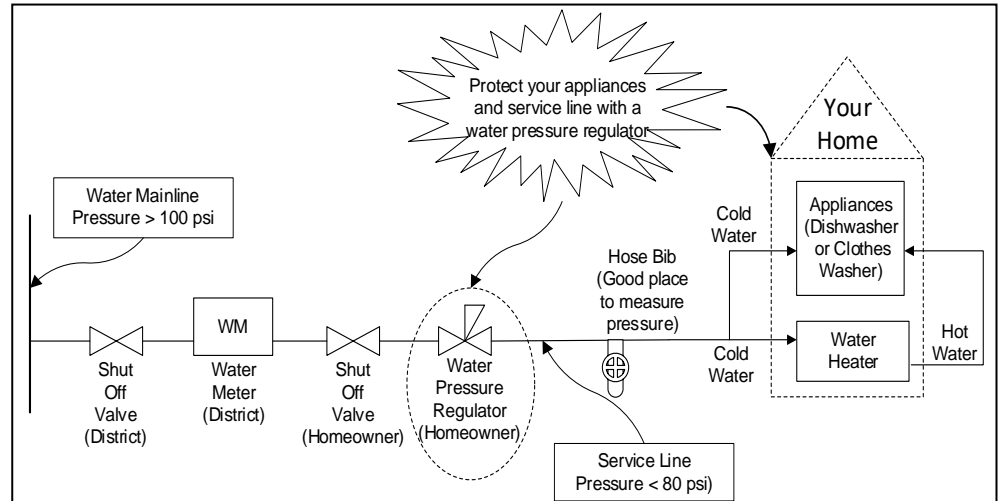 Protect your appliances
and service line with a
water pressure regulator
Your
Home
Water Mainline
Pressure > 100 psi
Cold
Water
Appliances
(Dishwasher
or Clothes
Washer)
Hose Bib
(Good place
to measure
pressure)
WM
Shut
Off
Valve
(District)
Water
Meter
(District)
Shut
Off
Valve
(Homeowner)
Water
Pressure
Regulator
(Homeowner)
Cold
Water
Water
Heater
Hot
Water
Service Line
Pressure < 80 psi)